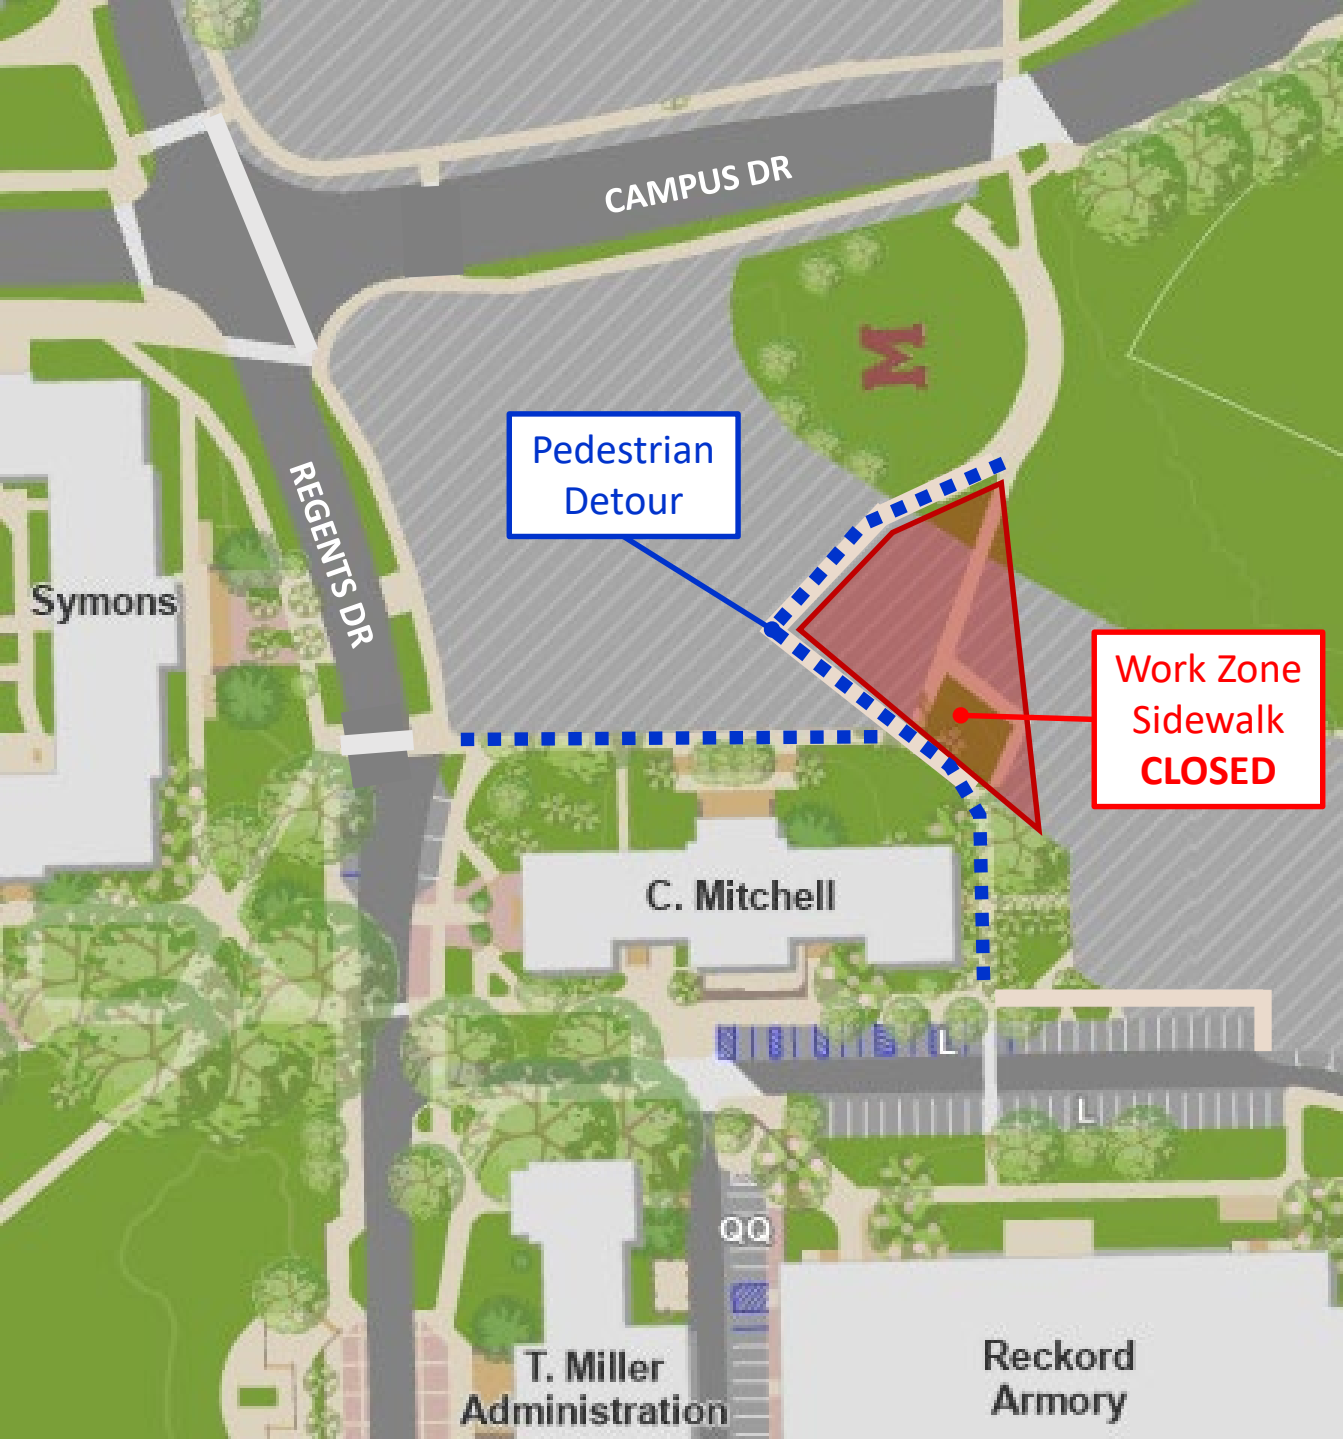 CAMPUS DR
M
Pedestrian
Detour
REGENTS DR
Symons
Work Zone
Sidewalk
CLOSED
C. Mitchell
L
L
QQ
T. Miller
Administration
Reckord
Armory